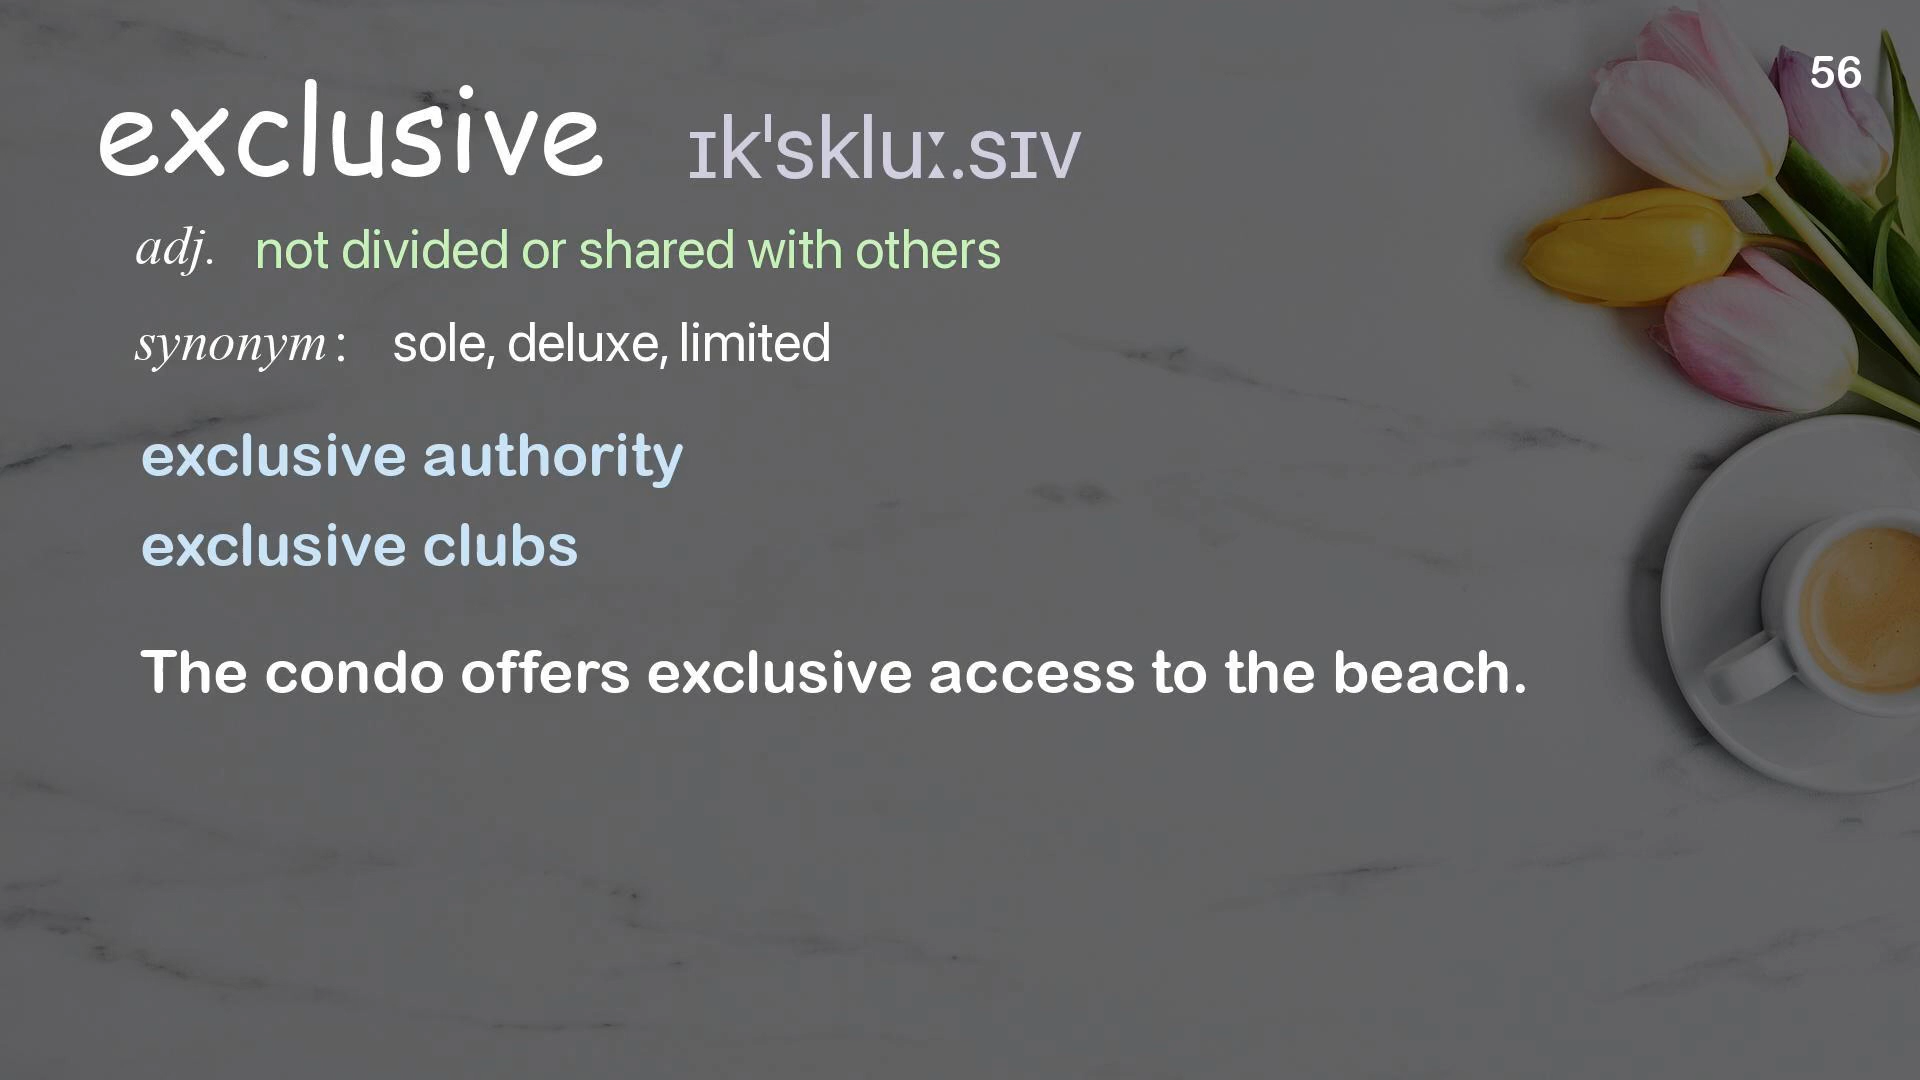 56
exclusive ɪkˈskluː.sɪv
adj. not divided or shared with others
synonym: sole, deluxe, limited
exclusive authority
exclusive clubs
The condo offers exclusive access to the beach.